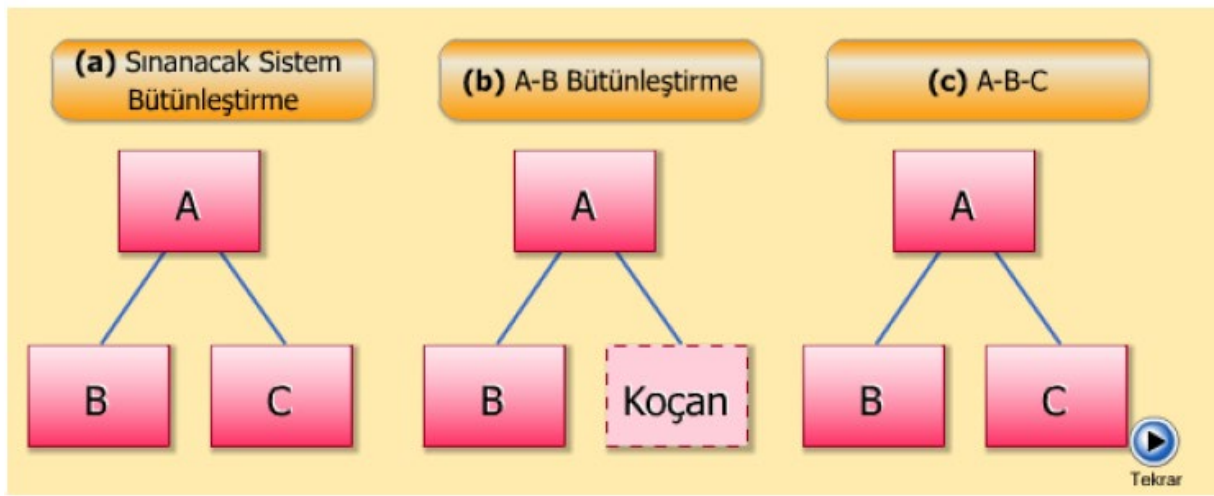 (a) Sınanacak Sistem
Bütünleştirme
(b) A-B Bütünleştirme
(c) A-B-C
A
A
A
B
C
B
Koçan
B
C
Tekrar